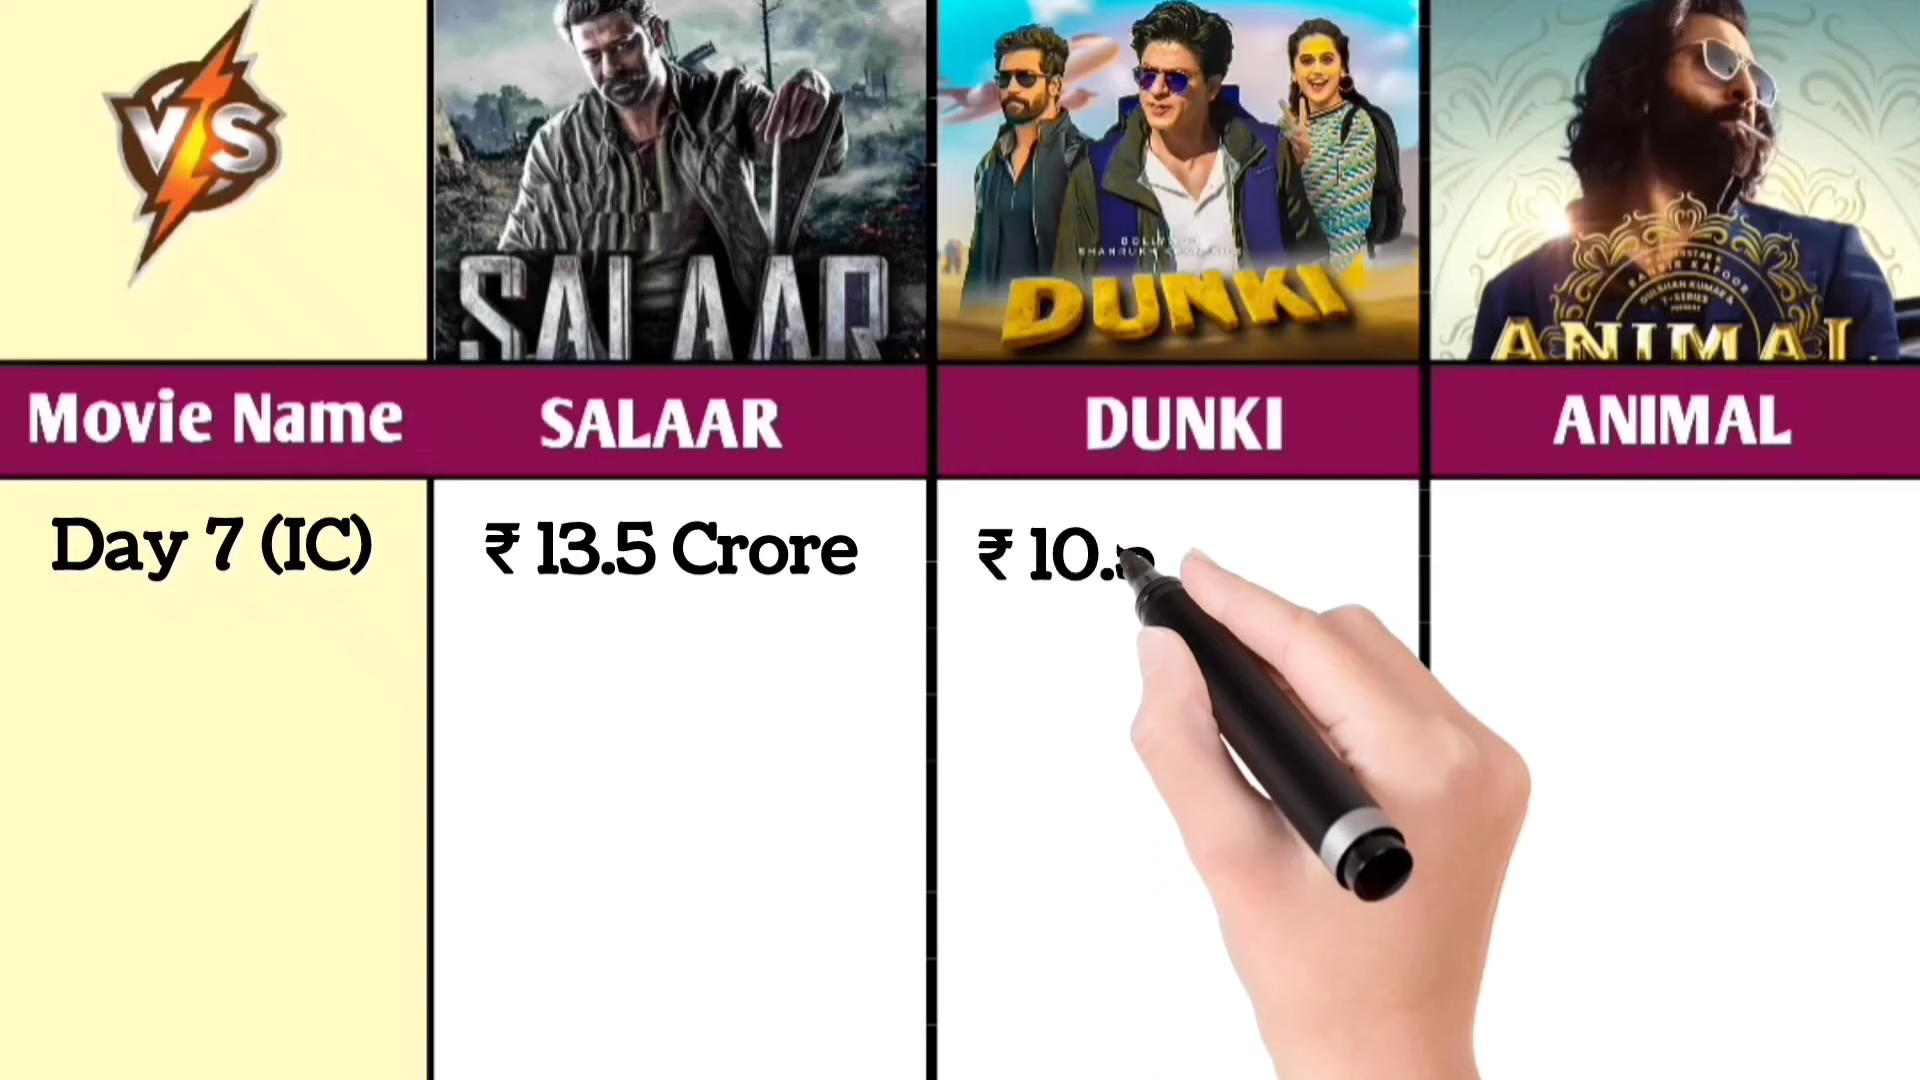 VS
SALAAR
DUNKI
ANIMAL
Movie Name
SALAAR
DUNKI
ANIMAL
Day 7 (IC)
₹ 13.5 Crore
₹ 10.